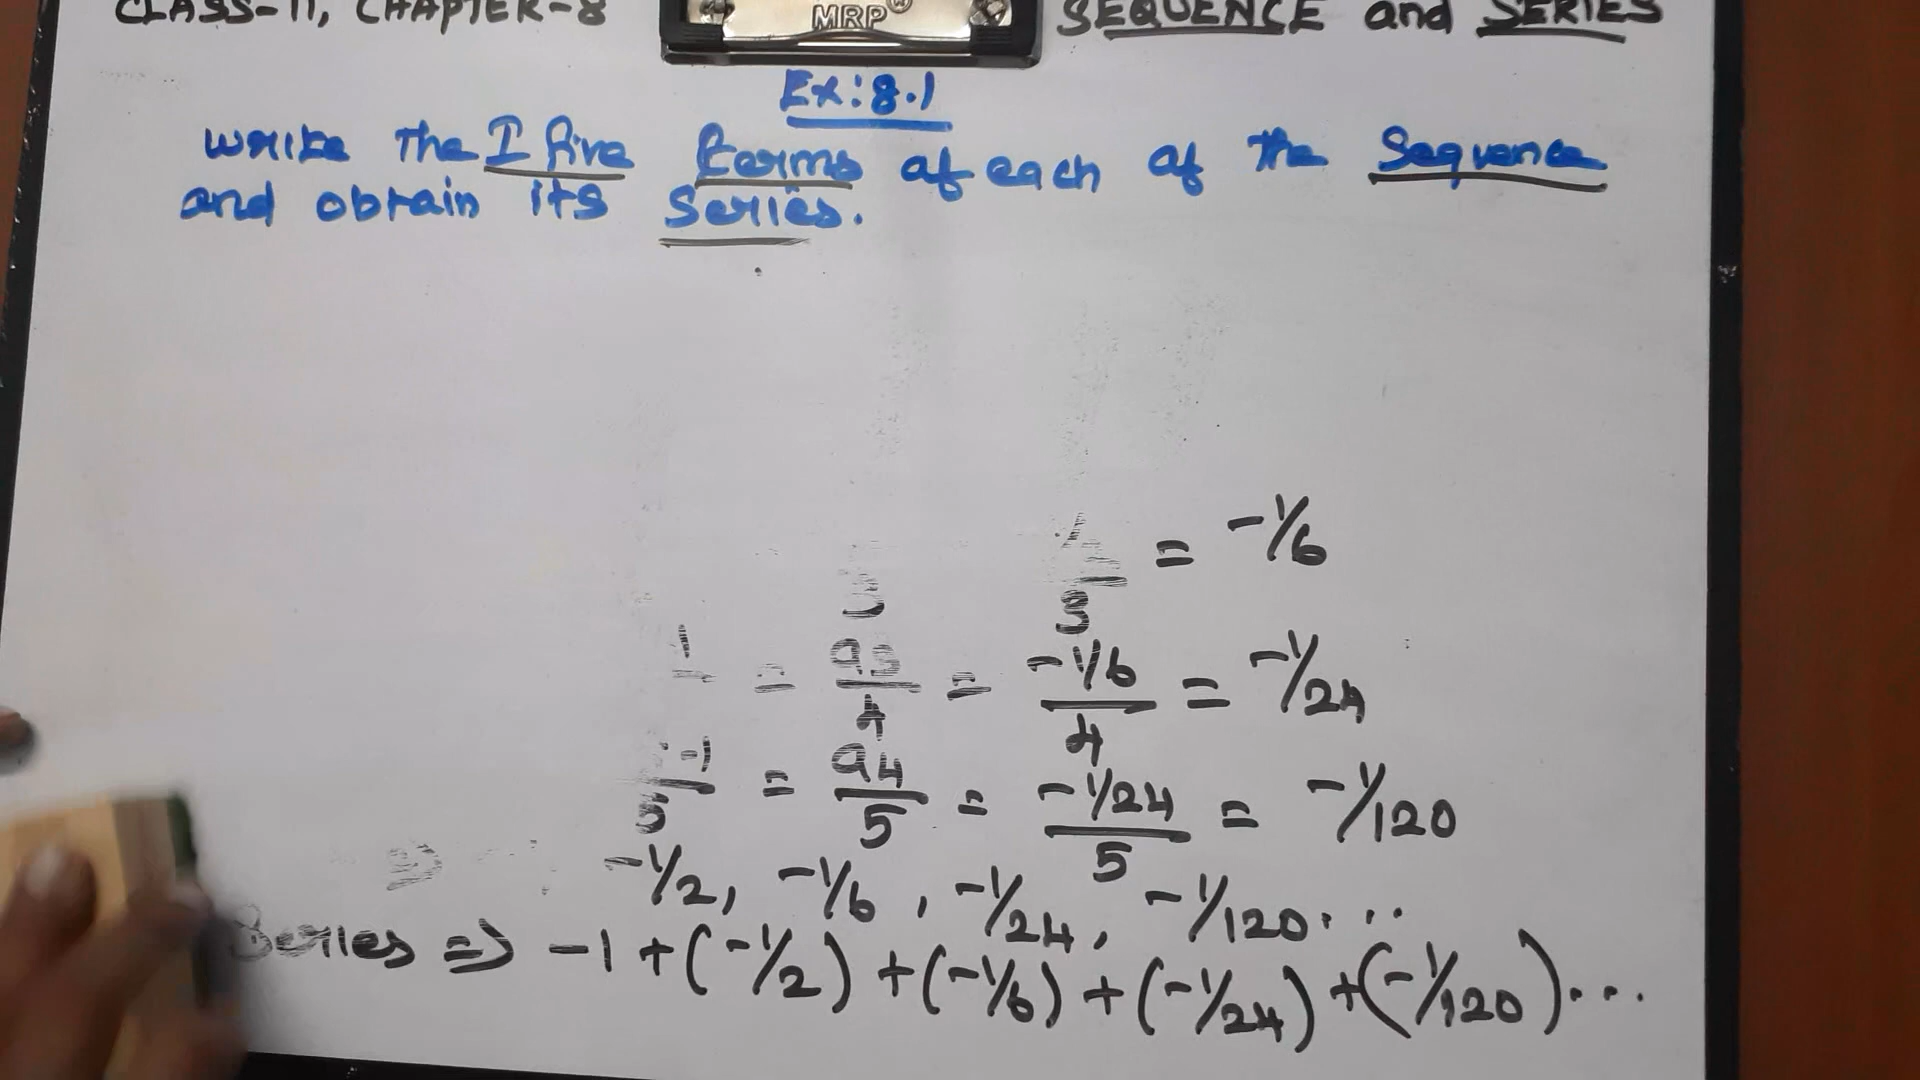 CLASS-11, CHAPTER-8 MRP SEQUENCE and SERIES
Ex:8.1
write the I five terms of each of the Sequence
and obtain its series.
/3 = -1/6
= a3/4 = (-1/6)/4 = -1/24
-1/5 = a4/5 = (-1/24)/5 = -1/120
-1/2, -1/6, -1/24, -1/120...
Series => -1+(-1/2)+(-1/6)+(-1/24)+(-1/120)...